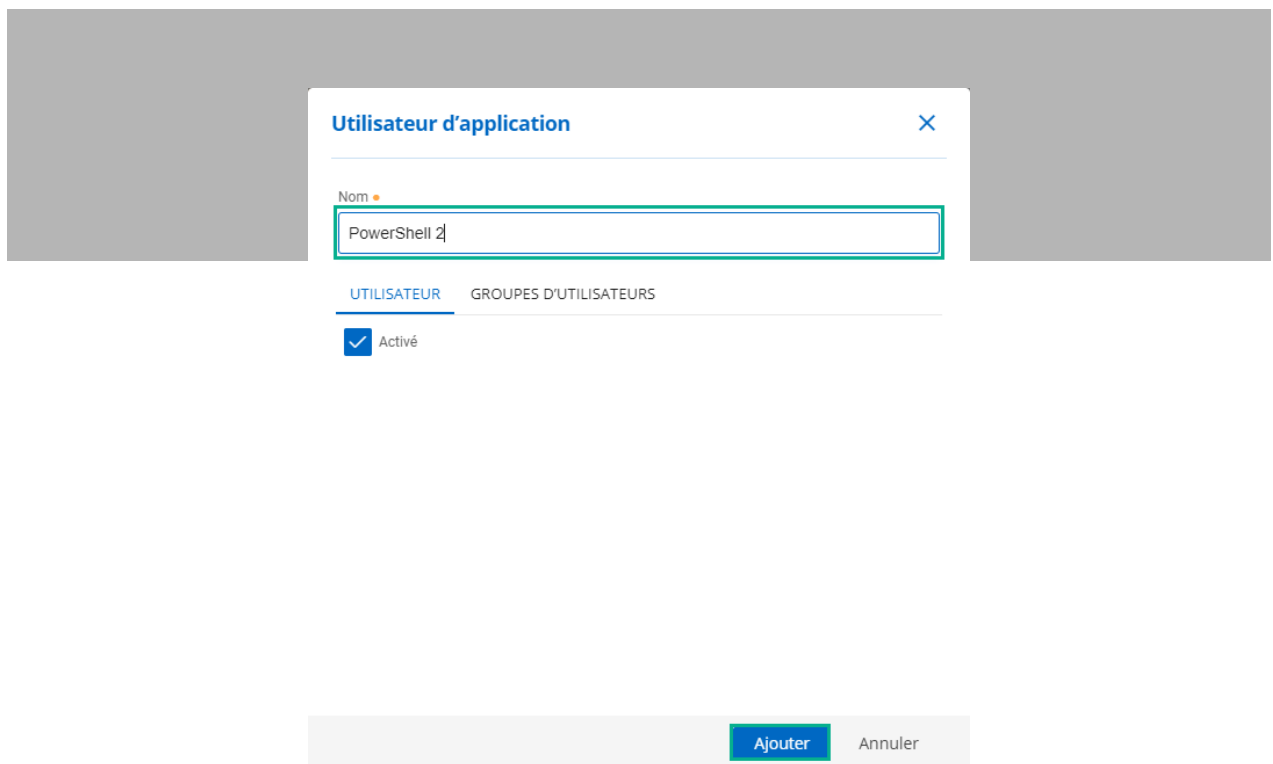 Utilisateur d’application
Nom
PowerShell 2
UTILISATEUR GROUPES D’UTILISATEURS
Activé
Ajouter Annuler